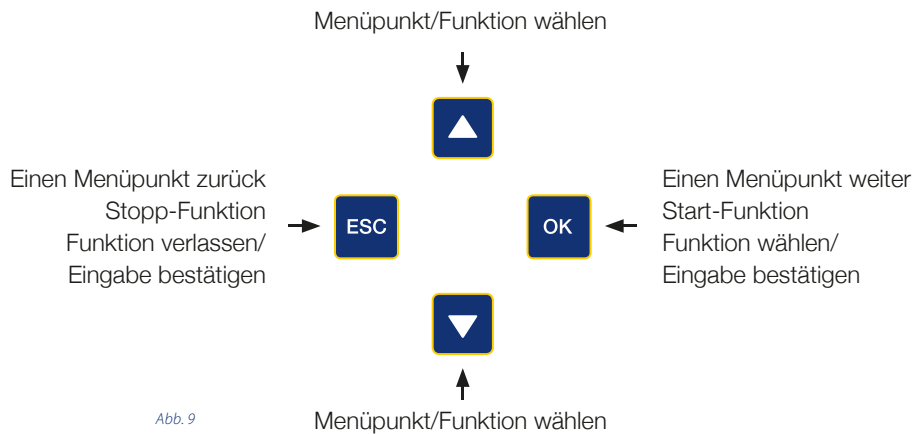 Menüpunkt/Funktion wählen
Einen Menüpunkt zurück
Stopp-Funktion
Funktion verlassen/
Eingabe bestätigen
ESC
OK
Einen Menüpunkt weiter
Start-Funktion
Funktion wählen/
Eingabe bestätigen
Abb. 9
Menüpunkt/Funktion wählen